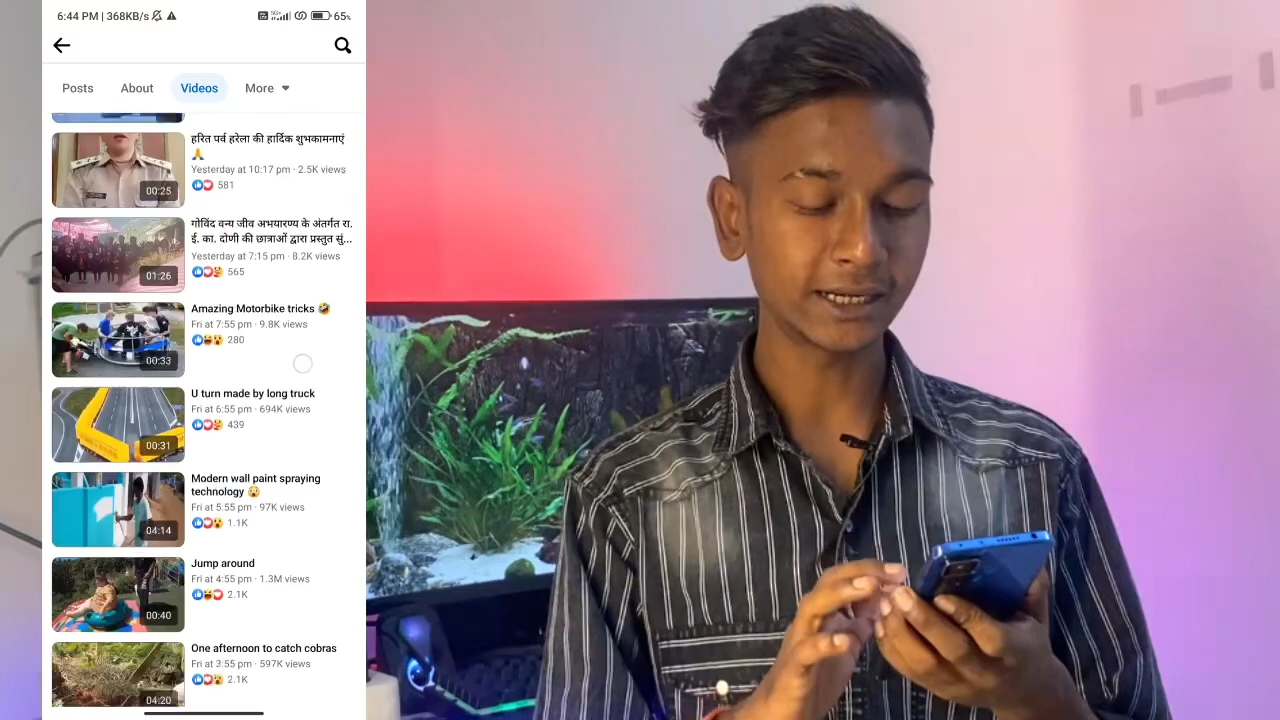 6:44 PM | 368KB/s
5G+
65%
Posts
About
Videos
More
हरित पर्व हरेला की हार्दिक शुभकामनाएं
🙏
Yesterday at 10:17 pm · 2.5K views
581
00:25
गोविंद वन्य जीव अभयारण्य के अंतर्गत रा.
ई. का. दोणी की छात्राओं द्वारा प्रस्तुत सुं...
Yesterday at 7:15 pm · 8.2K views
565
01:26
Amazing Motorbike tricks 🤣
Fri at 7:55 pm · 9.8K views
280
00:33
U turn made by long truck
Fri at 6:55 pm · 694K views
439
00:31
Modern wall paint spraying
technology 😲
Fri at 5:55 pm · 97K views
1.1K
04:14
Jump around
Fri at 4:55 pm · 1.3M views
2.1K
00:40
One afternoon to catch cobras
Fri at 3:55 pm · 597K views
2.1K
04:20